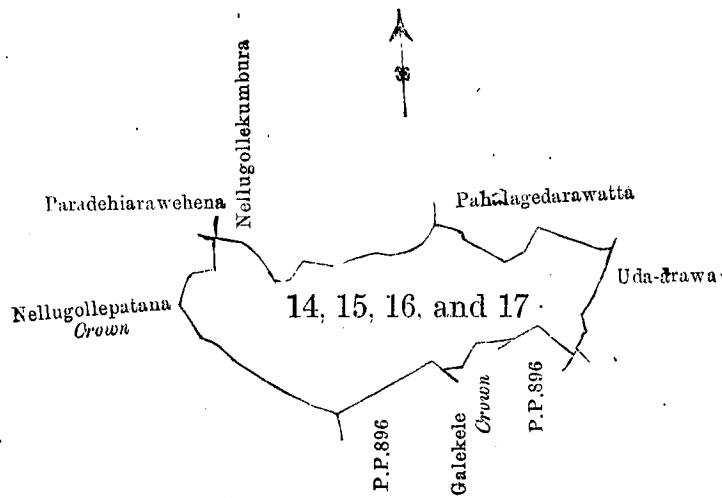 Nellugollekumbura
Paradehiarawehena
Pahalagedarawatta
Uda-arawa
Nellugollepatana
Crown
14, 15, 16, and 17
P.P.896
Galekele
Crown
P.P.896